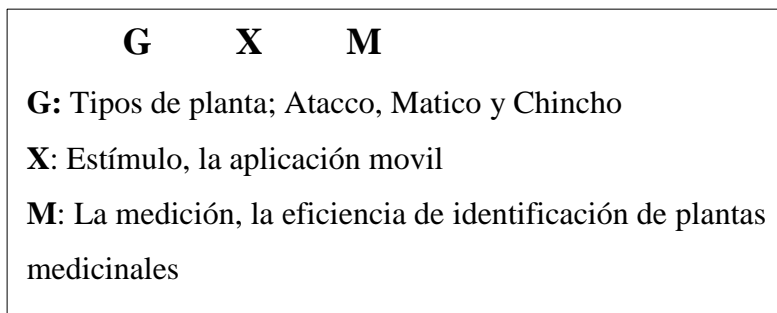 G X M
G: Tipos de planta; Atacco, Matico y Chincho
X: Estímulo, la aplicación movil
M: La medición, la eficiencia de identificación de plantas
medicinales